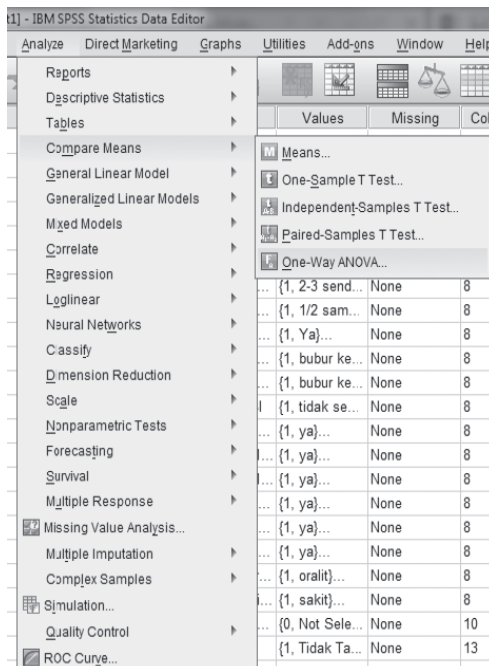 t1] - IBM SPSS Statistics Data Editor
Analyze Direct Marketing Graphs Utilities Add-ons Window Help
Reports
Descriptive Statistics
Tables
Compare Means
General Linear Model
Generalized Linear Models
Mixed Models
Correlate
Regression
Loglinear
Neural Networks
Classify
Dimension Reduction
Scale
Nonparametric Tests
Forecasting
Survival
Multiple Response
Missing Value Analysis...
Multiple Imputation
Complex Samples
Simulation...
Quality Control
ROC Curve...
Means...
One-Sample T Test...
Independent-Samples T Test...
Paired-Samples T Test...
One-Way ANOVA...
Values Missing Col
{1, 2-3 send... None 8
{1, 1/2 sam... None 8
{1, Ya}... None 8
{1, bubur ke... None 8
{1, bubur ke... None 8
{1, tidak se... None 8
{1, ya}... None 8
{1, ya}... None 8
{1, ya}... None 8
{1, ya}... None 8
{1, ya}... None 8
{1, ya}... None 8
{1, oralit}... None 8
{1, sakit}... None 8
{0, Not Sele... None 10
{1, Tidak Ta... None 13